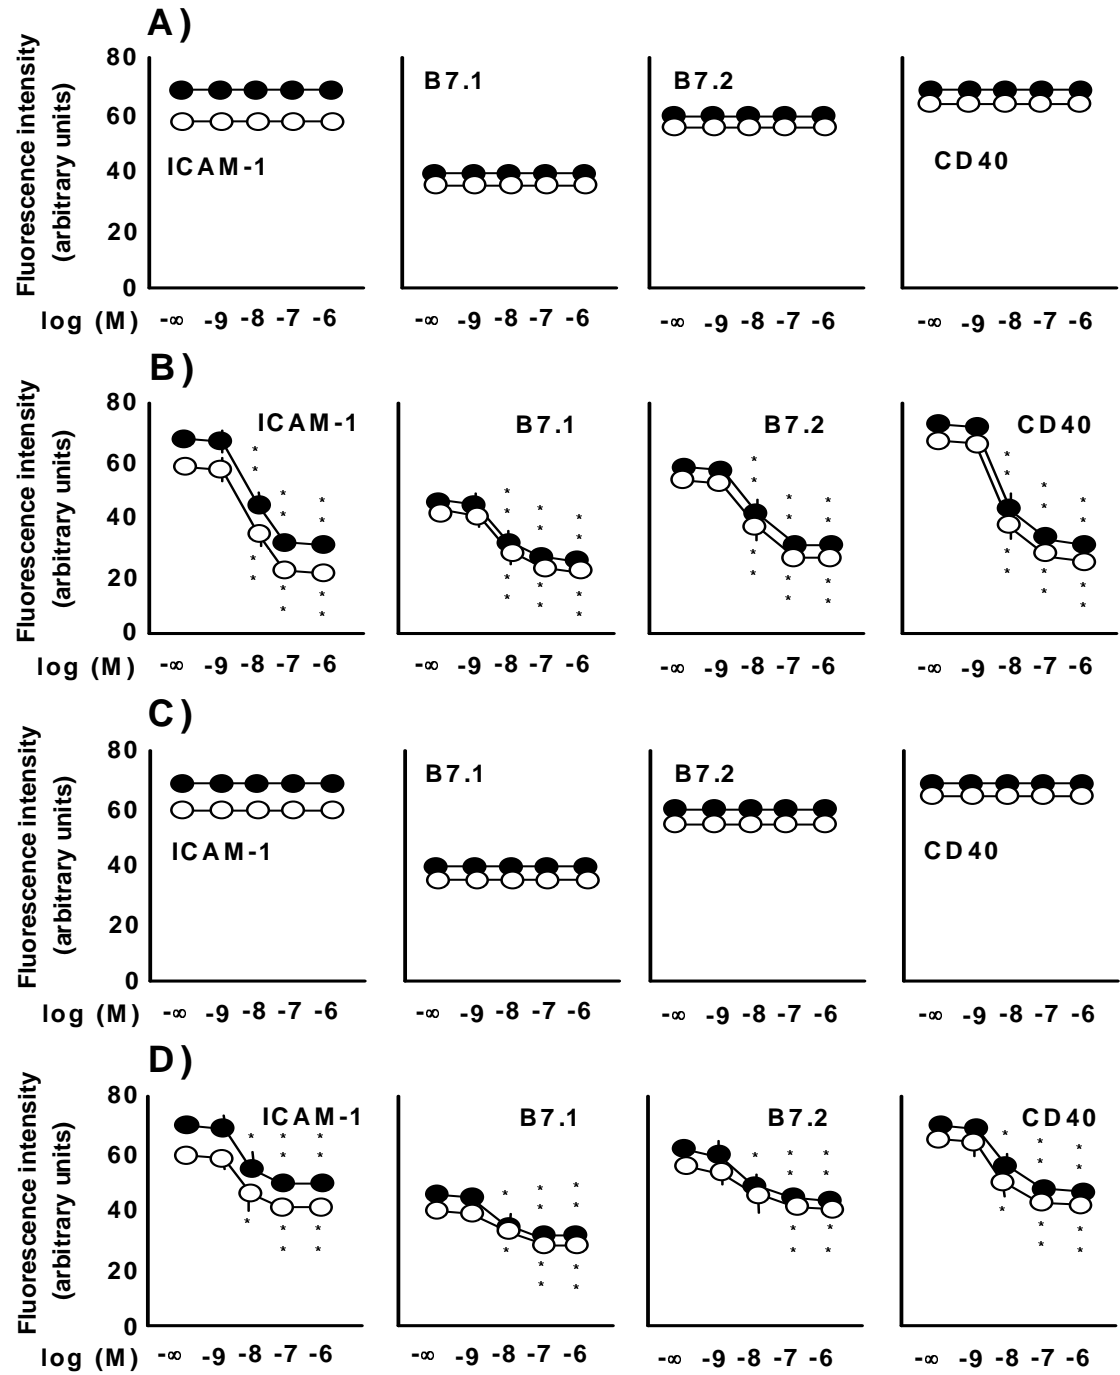 A)
Fluorescence intensity
(arbitrary units)
80
60
40
20
0
ICAM-1
B7.1
B7.2
CD40
log (M) -∞ -9 -8 -7 -6 -∞ -9 -8 -7 -6 -∞ -9 -8 -7 -6 -∞ -9 -8 -7 -6
B)
Fluorescence intensity
(arbitrary units)
80
60
40
20
0
ICAM-1
B7.1
B7.2
CD40
log (M) -∞ -9 -8 -7 -6 -∞ -9 -8 -7 -6 -∞ -9 -8 -7 -6 -∞ -9 -8 -7 -6
C)
Fluorescence intensity
(arbitrary units)
80
60
40
20
0
ICAM-1
B7.1
B7.2
CD40
log (M) -∞ -9 -8 -7 -6 -∞ -9 -8 -7 -6 -∞ -9 -8 -7 -6 -∞ -9 -8 -7 -6
D)
Fluorescence intensity
(arbitrary units)
80
60
40
20
0
ICAM-1
B7.1
B7.2
CD40
log (M) -∞ -9 -8 -7 -6 -∞ -9 -8 -7 -6 -∞ -9 -8 -7 -6 -∞ -9 -8 -7 -6